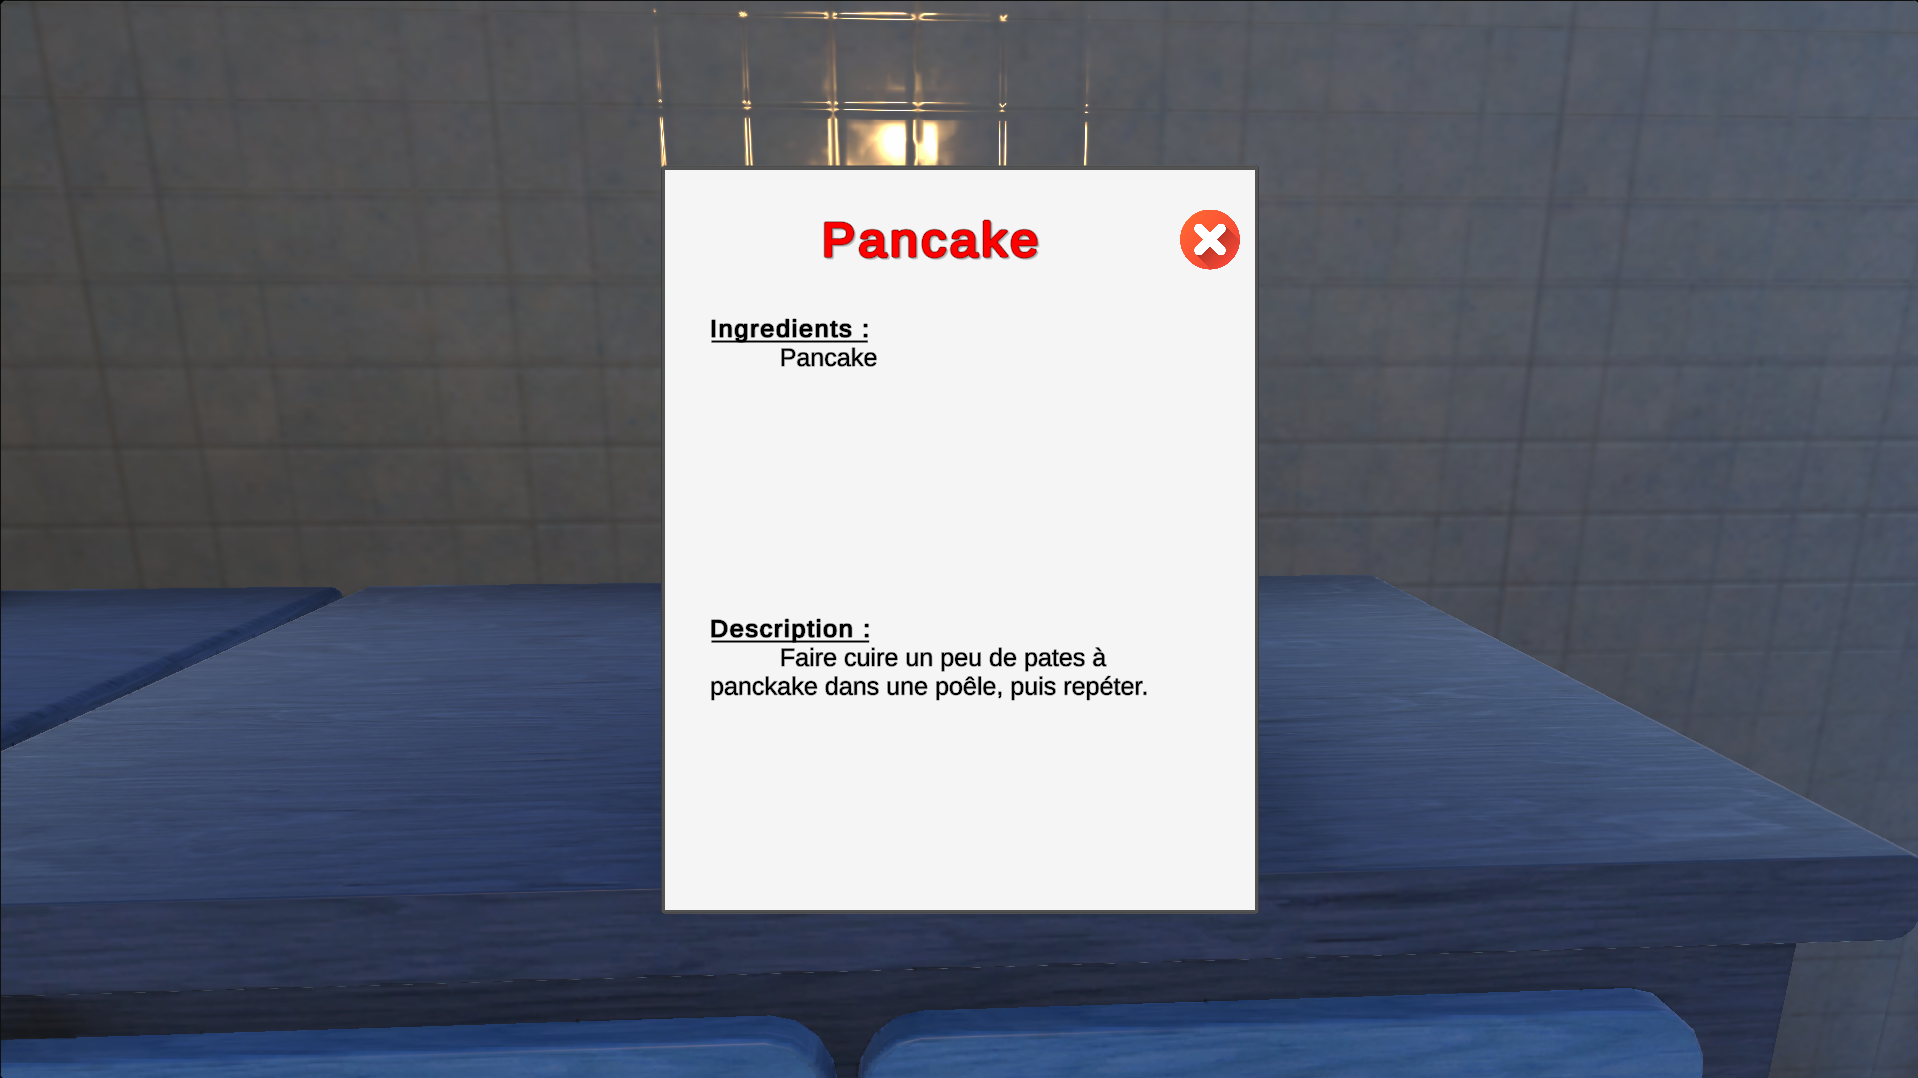 Pancake
Ingredients :
Pancake
Description :
Faire cuire un peu de pates à
panckake dans une poêle, puis repéter.